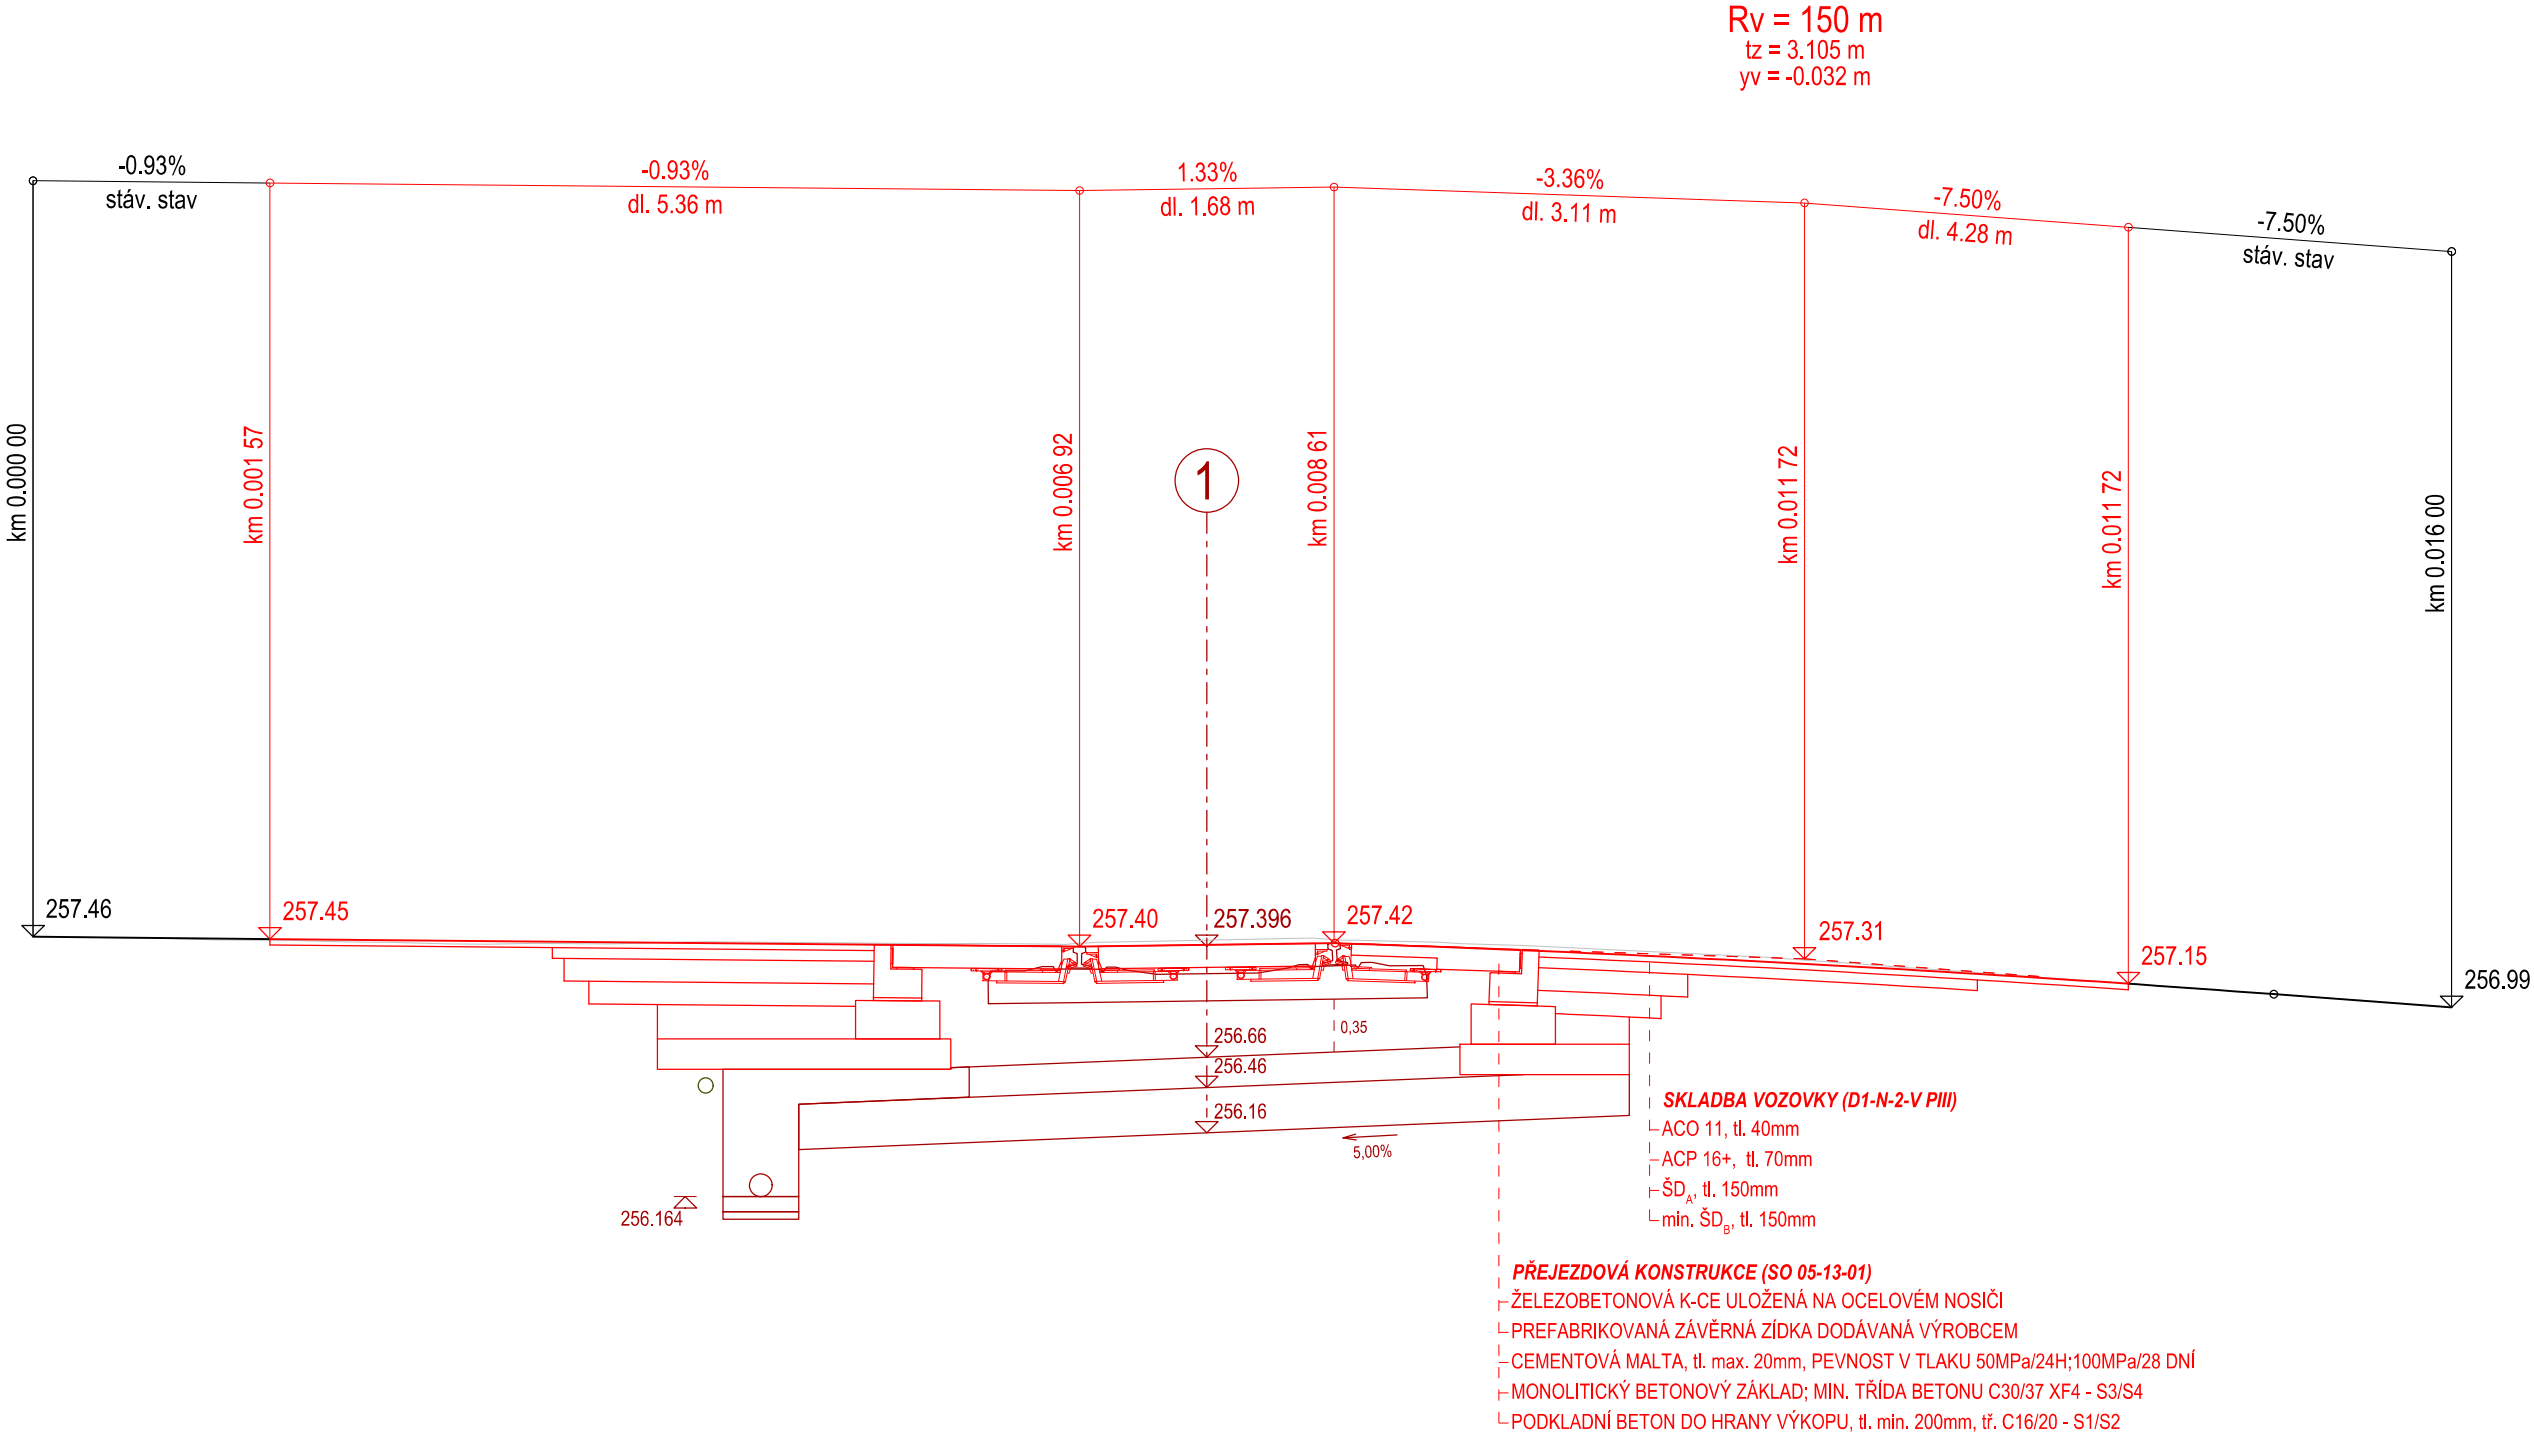 Rv = 150 m
tz = 3.105 m
yv = -0.032 m
-0.93%
stáv. stav
-0.93%
dl. 5.36 m
1.33%
dl. 1.68 m
-3.36%
dl. 3.11 m
-7.50%
dl. 4.28 m
-7.50%
stáv. stav
km 0.000 00
km 0.001 57
km 0.006 92
1
km 0.008 61
km 0.011 72
km 0.011 72
km 0.016 00
257.46
257.45
257.40
257.396
257.42
257.31
257.15
256.99
256.66
0,35
256.46
256.16
5,00%
256.164
SKLADBA VOZOVKY (D1-N-2-V PIII)
ACO 11, tl. 40mm
ACP 16+, tl. 70mm
ŠDA, tl. 150mm
min. ŠDB, tl. 150mm
PŘEJEZDOVÁ KONSTRUKCE (SO 05-13-01)
ŽELEZOBETONOVÁ K-CE ULOŽENÁ NA OCELOVÉM NOSIČI
PREFABRIKOVANÁ ZÁVĚRNÁ ZÍDKA DODÁVANÁ VÝROBCEM
CEMENTOVÁ MALTA, tl. max. 20mm, PEVNOST V TLAKU 50MPa/24H;100MPa/28 DNÍ
MONOLITICKÝ BETONOVÝ ZÁKLAD; MIN. TŘÍDA BETONU C30/37 XF4 - S3/S4
PODKLADNÍ BETON DO HRANY VÝKOPU, tl. min. 200mm, tř. C16/20 - S1/S2